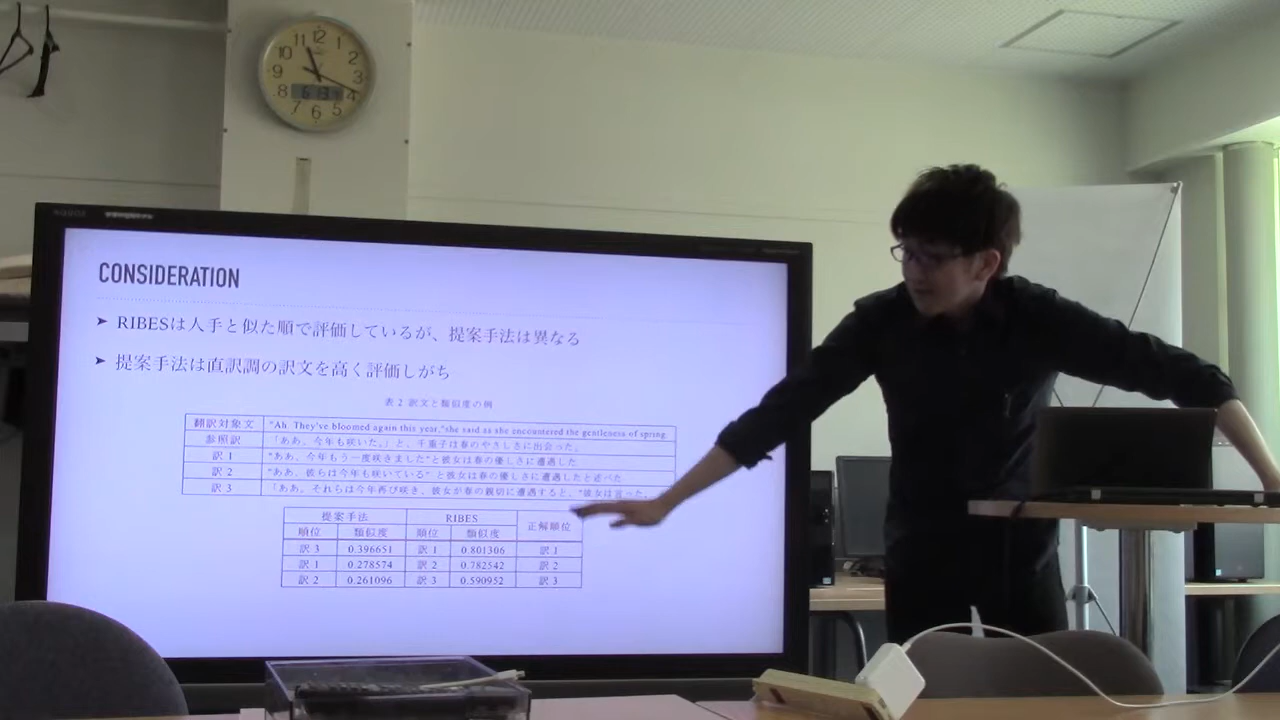 12
11 1
10 2
9 3
8 4
7 6 5
CONSIDERATION
➤ RIBESは人手と似た順で評価しているが、提案手法は異なる
➤ 提案手法は直訳調の訳文を高く評価しがち
表 2 訳文と類似度の例
翻訳対象文 "Ah. They've bloomed again this year,"she said as she encountered the gentleness of spring.
参照訳 「ああ、今年も咲いた。」と、千重子は春のやさしさに出会った。
訳 1 "ああ、今年もう一度咲きました"と彼女は春の優しさに遭遇した
訳 2 "ああ、彼らは今年も咲いている" と彼女は春の優しさに遭遇したと述べた
訳 3 「ああ、それらは今年再び咲き、彼女が春の親切に遭遇すると、"彼女は言った。
提案手法 RIBES 正解順位
順位 類似度 順位 類似度
訳 3 0.396651 訳 1 0.801306 訳 1
訳 1 0.278574 訳 2 0.782542 訳 2
訳 2 0.261096 訳 3 0.590952 訳 3